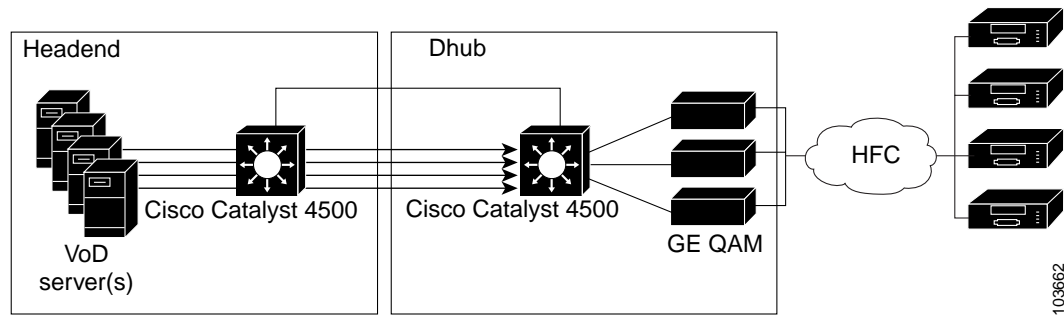 Headend
Dhub
HFC
Cisco Catalyst 4500
Cisco Catalyst 4500
GE QAM
VoD
server(s)
103662